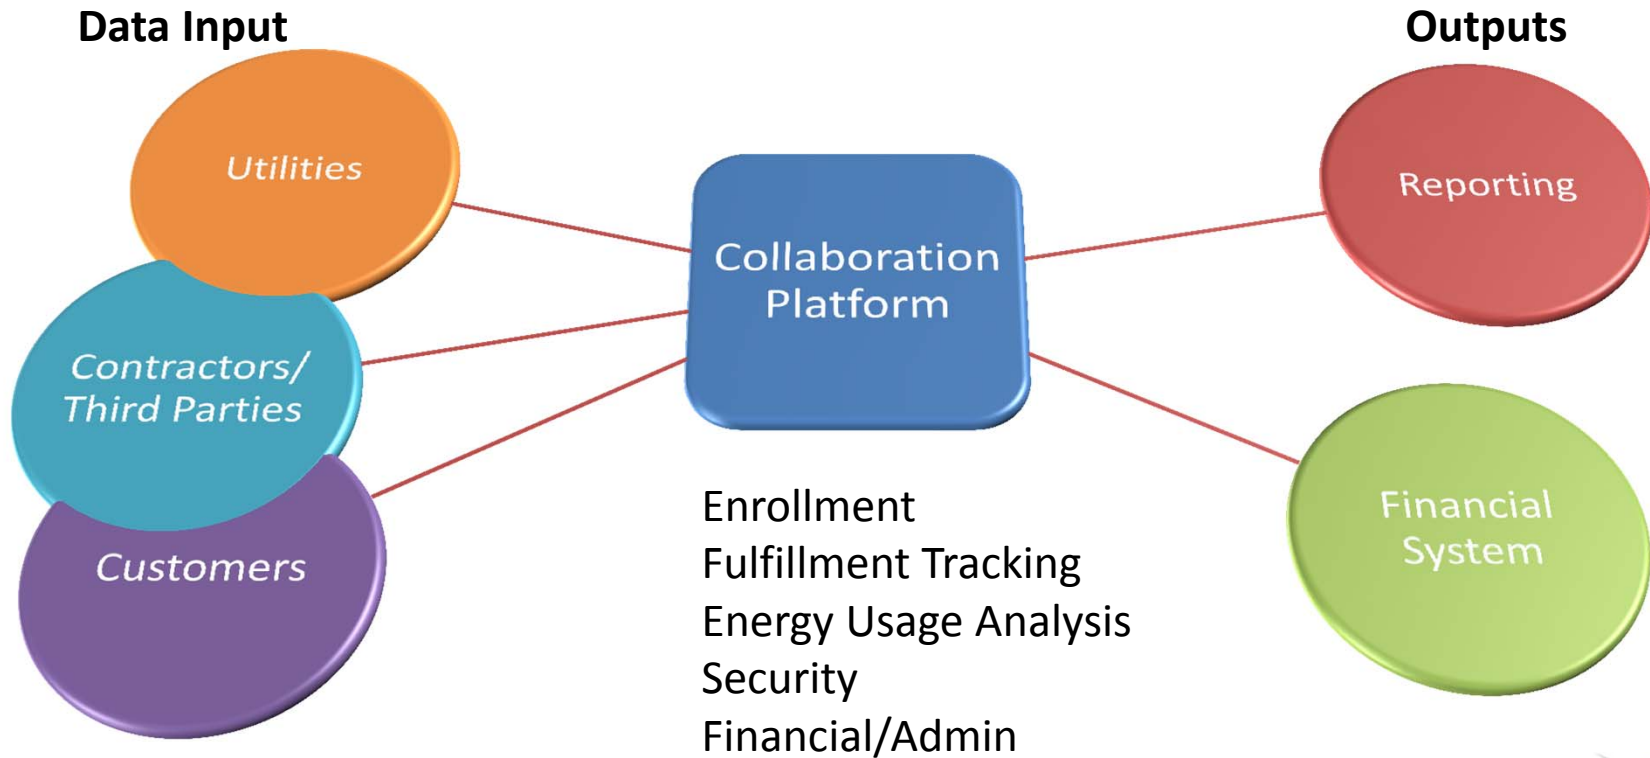 Data Input
Outputs
Utilities
Contractors/
Third Parties
Customers
Collaboration
Platform
Enrollment
Fulfillment Tracking
Energy Usage Analysis
Security
Financial/Admin
Reporting
Financial
System